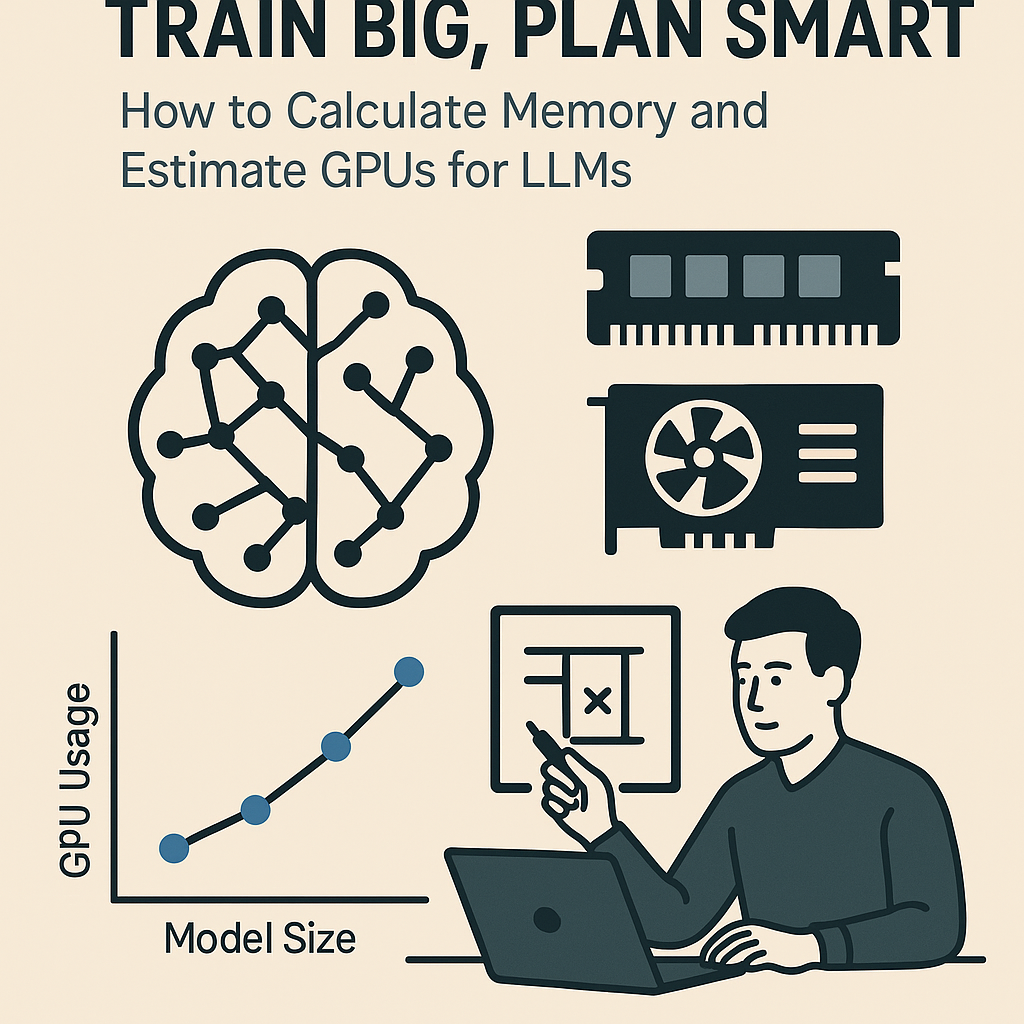 TRAIN BIG, PLAN SMART
How to Calculate Memory and
Estimate GPUs for LLMs
GPU Usage
Model Size